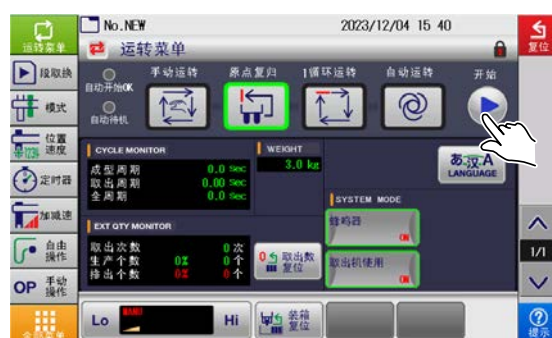 No.NEW 2023/12/04 15 40
运转菜单
运转菜单
复位
手动运转 原点复归 1循环运转 自动运转 开始
自动开始OK
自动待机
段取换
模式
位置
速度
定时器
加减速
自由
操作
OP 手动
操作
CYCLE MONITOR
成型周期 0.0 Sec
取出周期 0.00 Sec
全周期 0.0 Sec
WEIGHT
3.0 kg
あ汉A
LANGUAGE
SYSTEM MODE
蜂鸣器
ON
取出机使用
ON
EXT QTY MONITOR
取出次数 0次
生产个数 0% 0个
排出个数 0% 0个
0 取出数
复位
1/1
Lo Hi
装箱
复位
全部菜单
提示